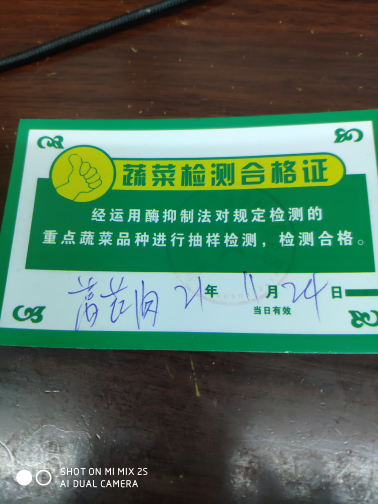 蔬菜检测合格证
经运用酶抑制法对规定检测的
重点蔬菜品种进行抽样检测，检测合格。
21年 11月24日
当日有效
SHOT ON MI MIX 2S
AI DUAL CAMERA